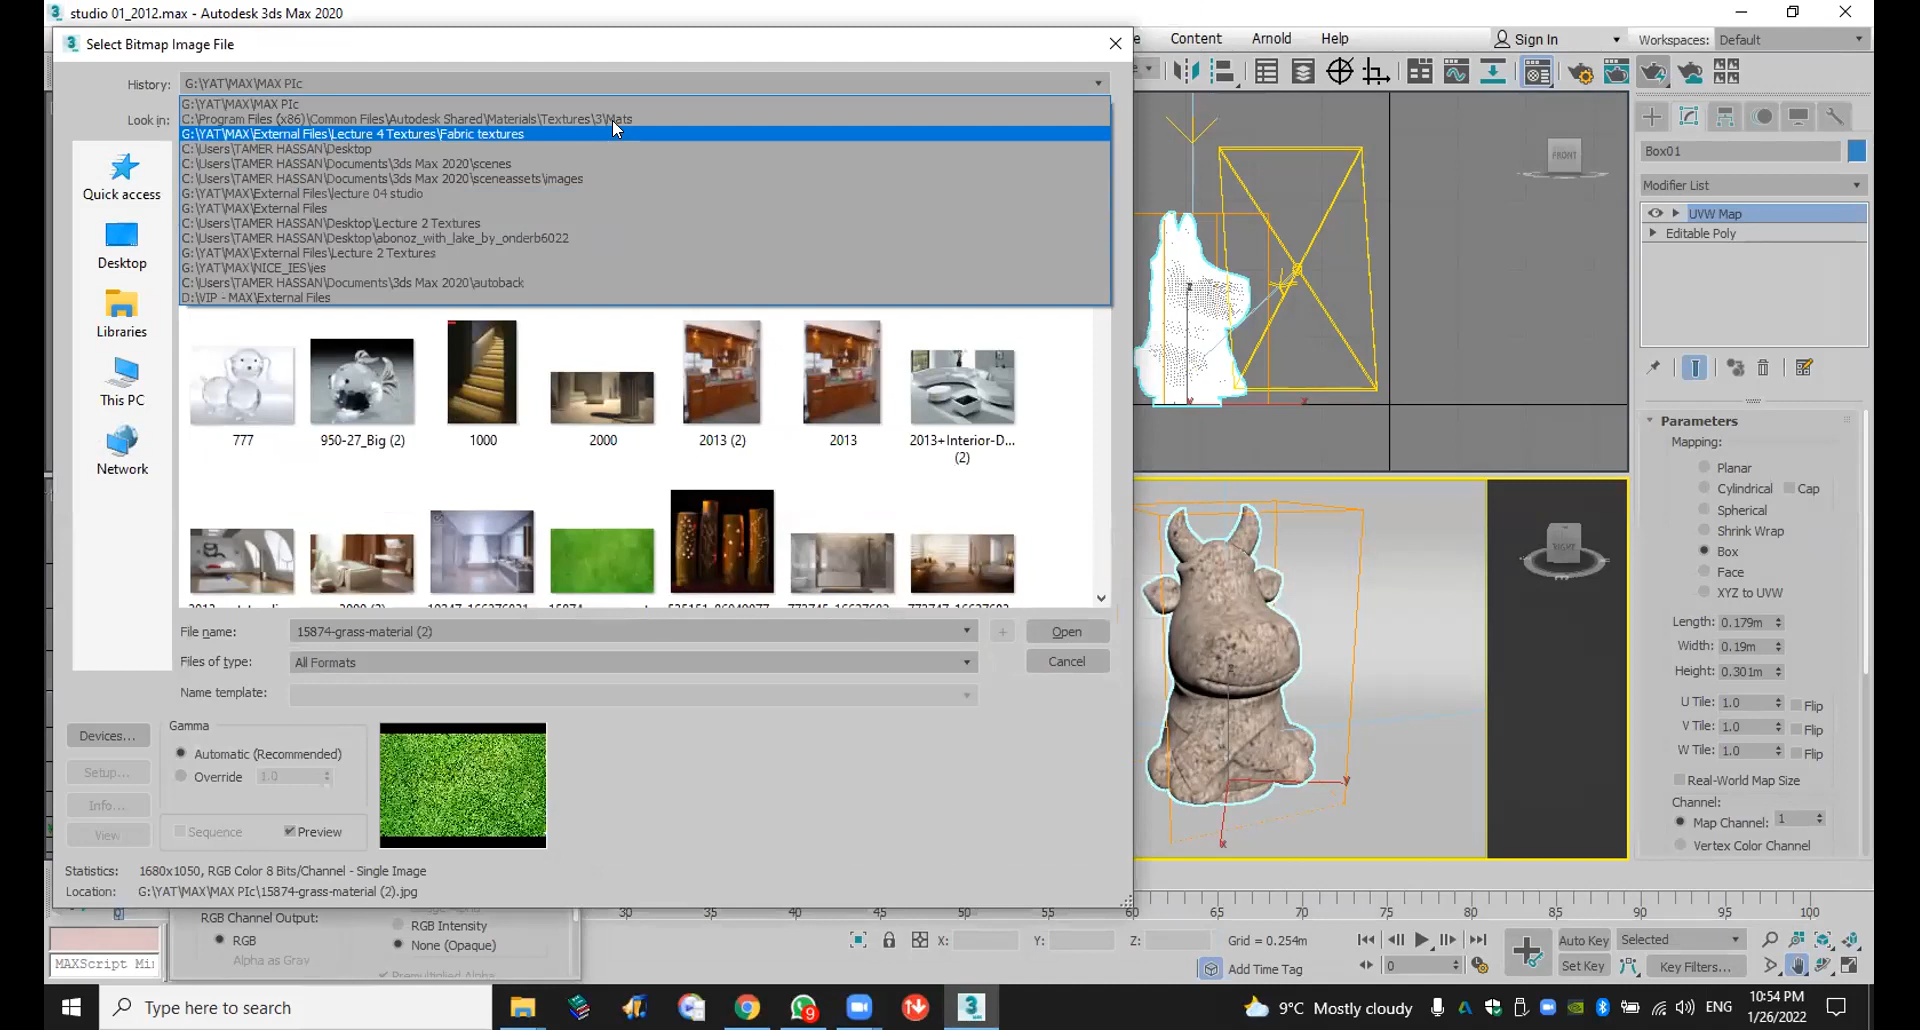 studio 01_2012.max - Autodesk 3ds Max 2020
Select Bitmap Image File
Content Arnold Help Sign In Workspaces: Default
History: G:\YAT\MAX\MAX PIc
G:\YAT\MAX\MAX PIc
Look in: C:\Program Files (x86)\Common Files\Autodesk Shared\Materials\Textures\3\Mats
G:\YAT\MAX\External Files\Lecture 4 Textures\Fabric textures
C:\Users\TAMER HASSAN\Desktop
C:\Users\TAMER HASSAN\Documents\3ds Max 2020\scenes
C:\Users\TAMER HASSAN\Documents\3ds Max 2020\sceneassets\images
G:\YAT\MAX\External Files\lecture 04 studio
G:\YAT\MAX\External Files
C:\Users\TAMER HASSAN\Desktop\Lecture 2 Textures
C:\Users\TAMER HASSAN\Desktop\abonoz_with_lake_by_onderb6022
G:\YAT\MAX\External Files\Lecture 2 Textures
G:\YAT\MAX\NICE_IES\ies
C:\Users\TAMER HASSAN\Documents\3ds Max 2020\autoback
D:\VIP - MAX\External Files
Quick access
Desktop
Libraries
This PC
Network
777 950-27_Big (2) 1000 2000 2013 (2) 2013 2013+Interior-D...
(2)
File name: 15874-grass-material (2) + Open
Files of type: All Formats Cancel
Name template:
Devices...
Setup...
Info...
View
Gamma
Automatic (Recommended)
Override 1.0
Sequence Preview
Statistics: 1680x1050, RGB Color 8 Bits/Channel - Single Image
Location: G:\YAT\MAX\MAX PIc\15874-grass-material (2).jpg
RGB Channel Output:
RGB
Alpha as Gray
RGB Intensity
None (Opaque)
Premultiplied Alpha
FRONT
z
x
RIGHT
z
y
x
Box01
Modifier List
UVW Map
Editable Poly
Parameters
Mapping:
Planar
Cylindrical Cap
Spherical
Shrink Wrap
Box
Face
XYZ to UVW
Length: 0.179m
Width: 0.19m
Height: 0.301m
U Tile: 1.0 Flip
V Tile: 1.0 Flip
W Tile: 1.0 Flip
Real-World Map Size
Channel:
Map Channel: 1
Vertex Color Channel
30 35 40 45 50 55 60 65 70 75 80 85 90 95 100
MAXScript Mi
X: Y: Z: Grid = 0.254m
Add Time Tag
0
Auto Key Selected
Set Key Key Filters...
Type here to search
9
9°C Mostly cloudy
ENG
10:54 PM
1/26/2022